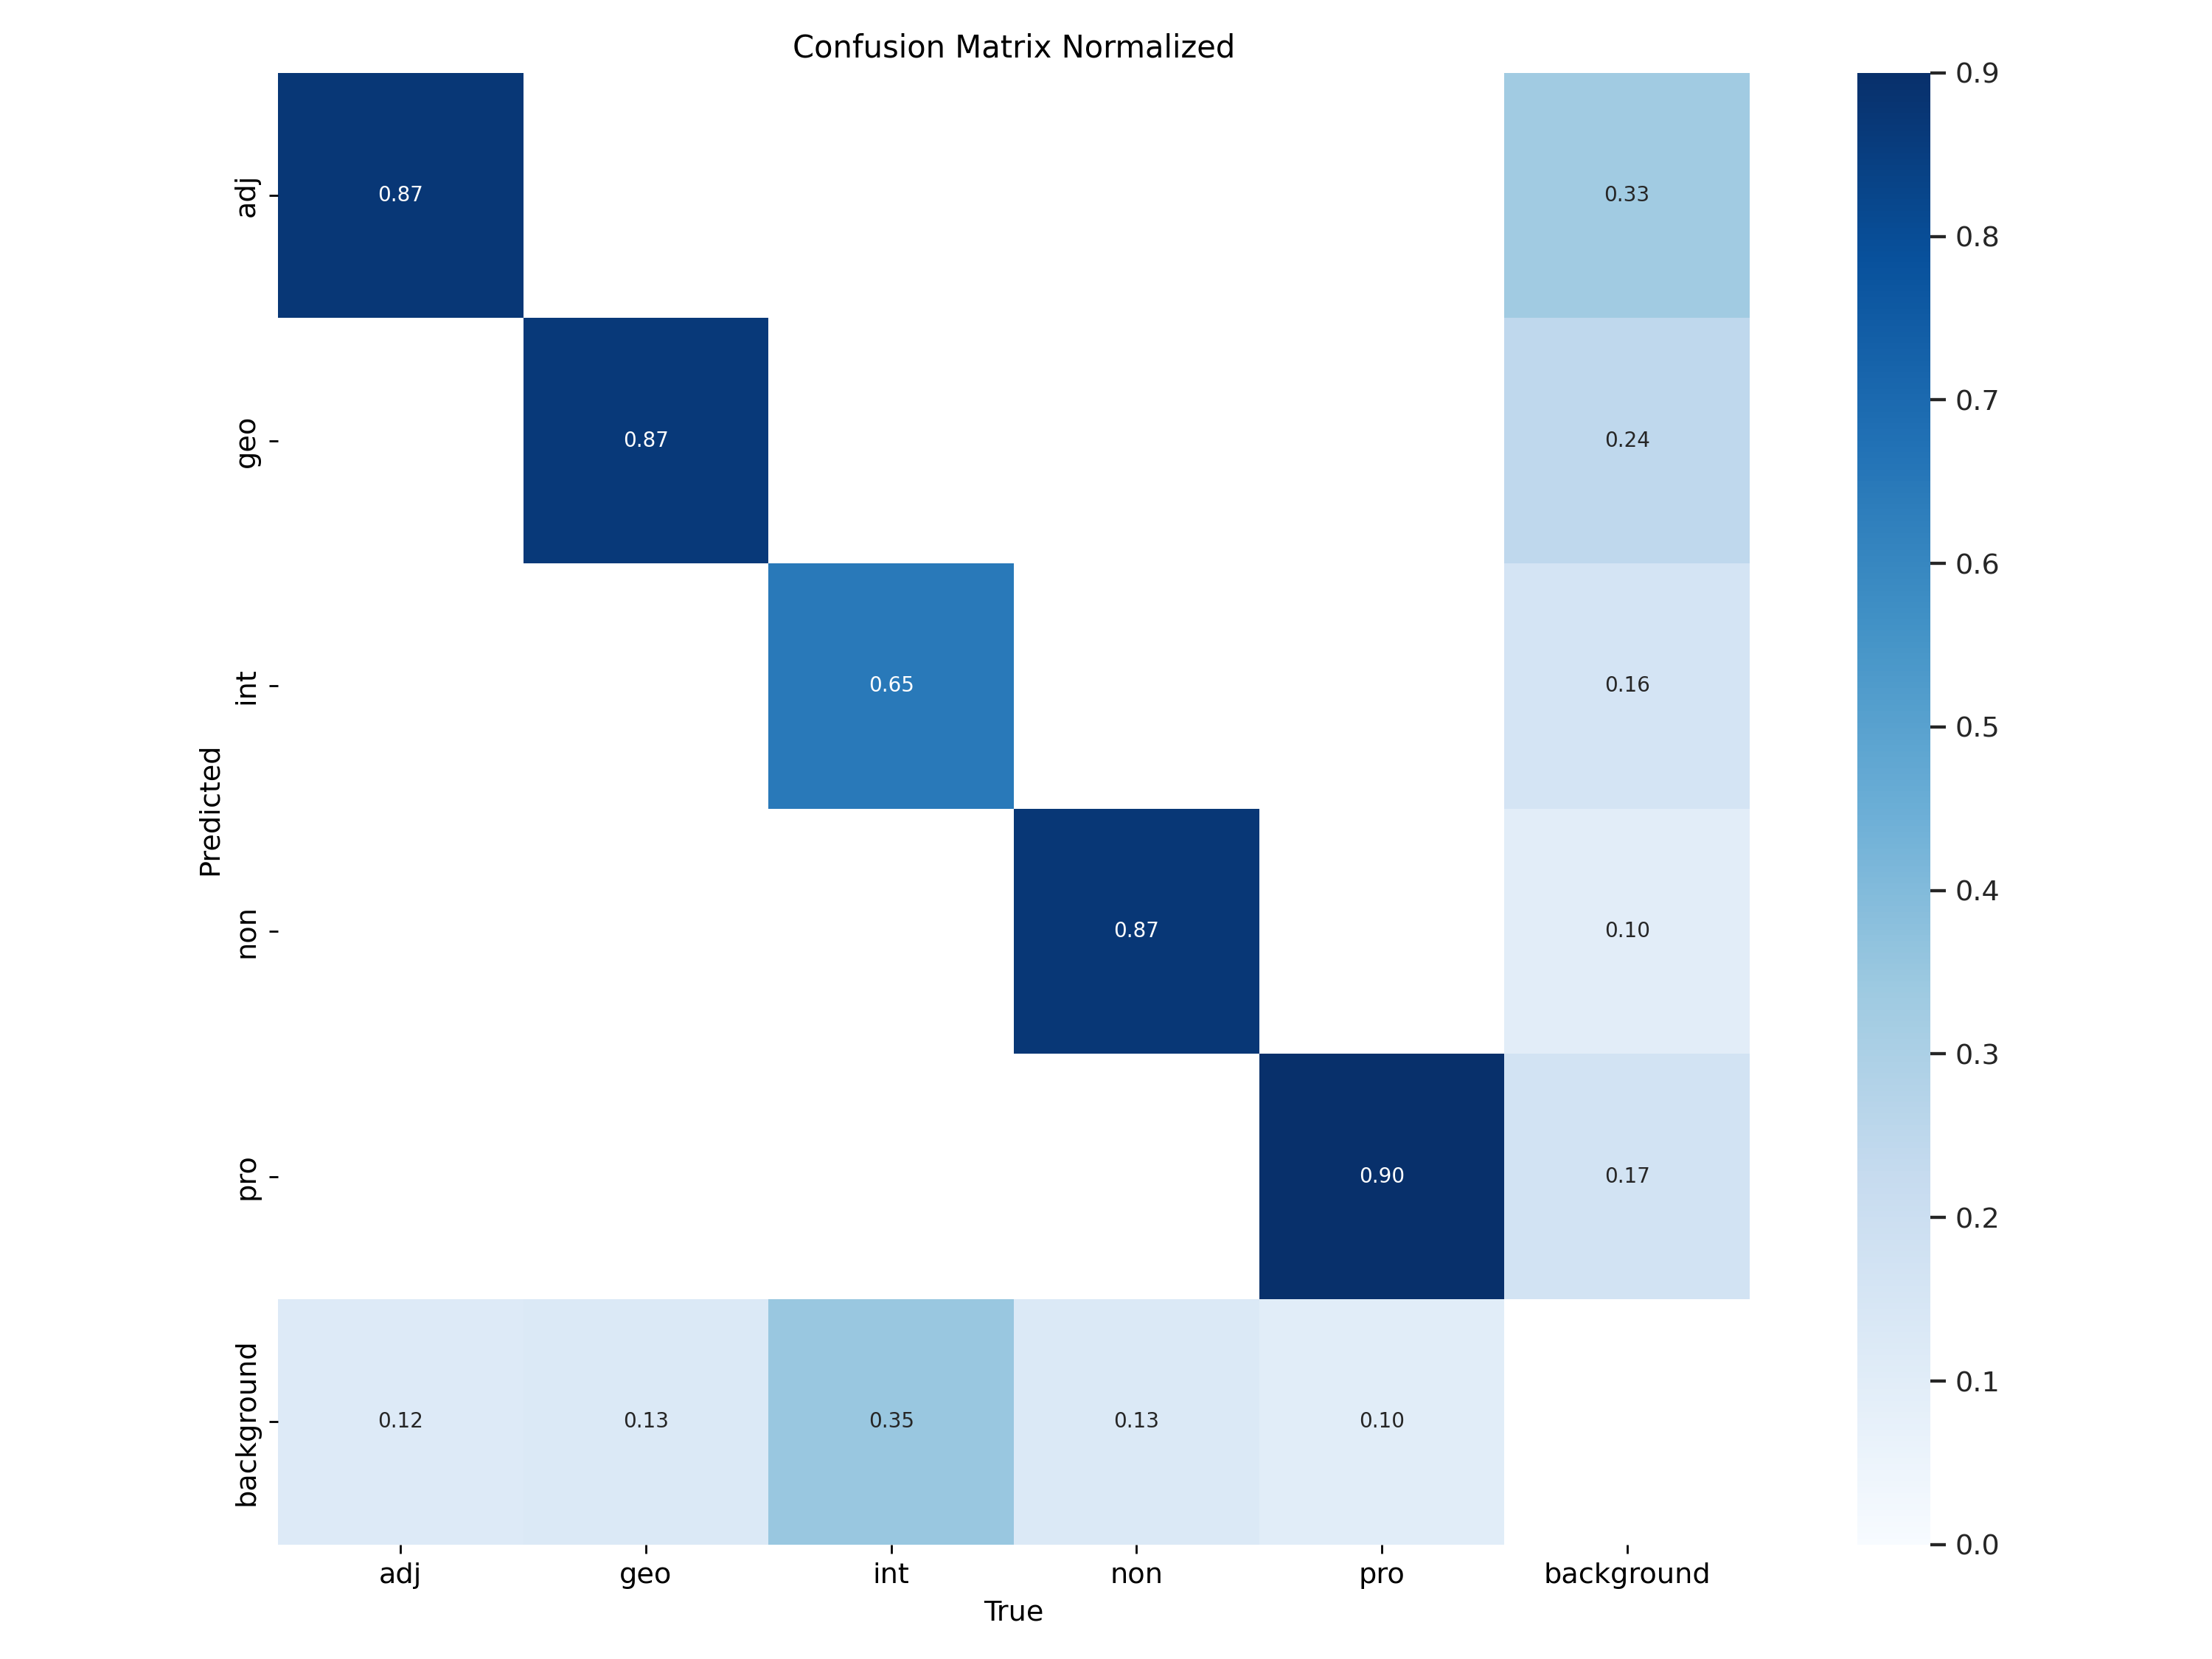 Confusion Matrix Normalized
adj 0.87 0.33
geo 0.87 0.24
int 0.65 0.16
non 0.87 0.10
pro 0.90 0.17
background 0.12 0.13 0.35 0.13 0.10
adj geo int non pro background
True
Predicted
0.9
0.8
0.7
0.6
0.5
0.4
0.3
0.2
0.1
0.0